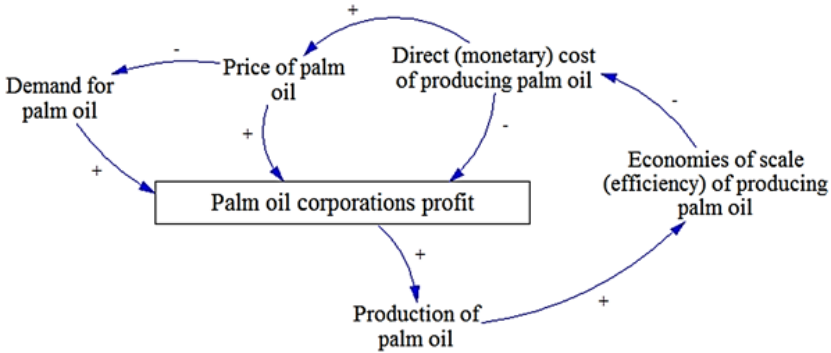 +
-
Price of palm
oil
Direct (monetary) cost
of producing palm oil
Demand for
palm oil
-
+
+
-
Economies of scale
(efficiency) of producing
palm oil
Palm oil corporations profit
+
+
Production of
palm oil